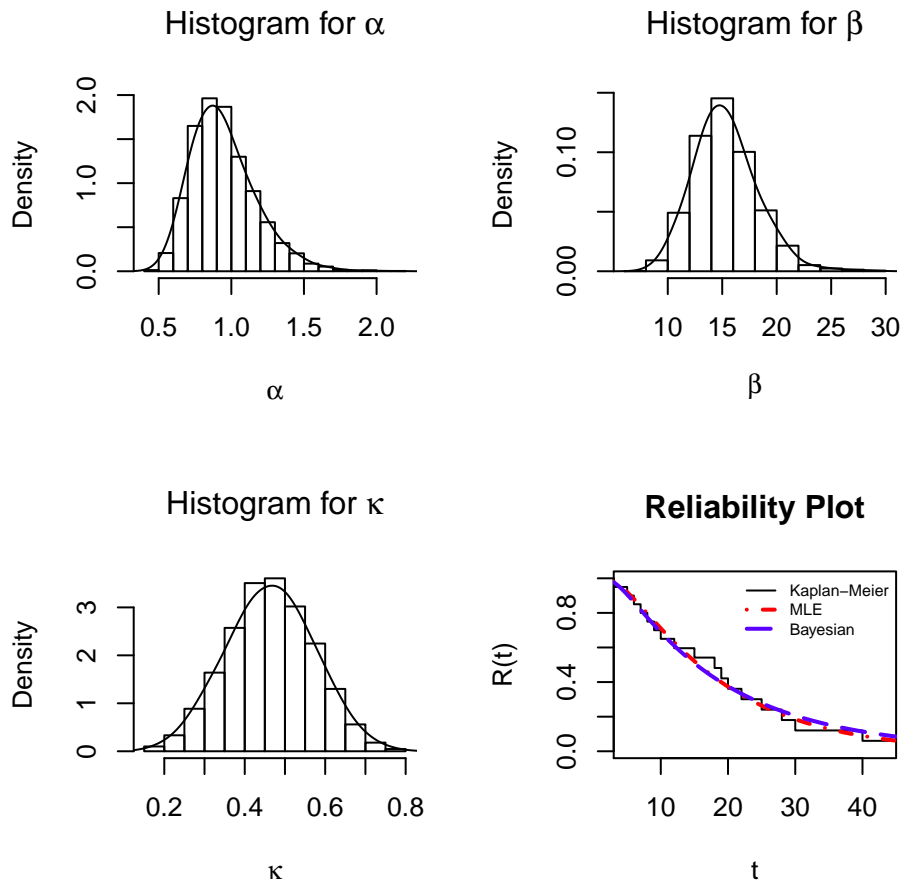 Histogram for α
Density
0.0
1.0
2.0
0.5
1.0
1.5
2.0
α
Histogram for β
Density
0.00
0.10
10
15
20
25
30
β
Histogram for κ
Density
0
1
2
3
0.2
0.4
0.6
0.8
κ
Reliability Plot
R(t)
0.0
0.4
0.8
Kaplan−Meier
MLE
Bayesian
10
20
30
40
t